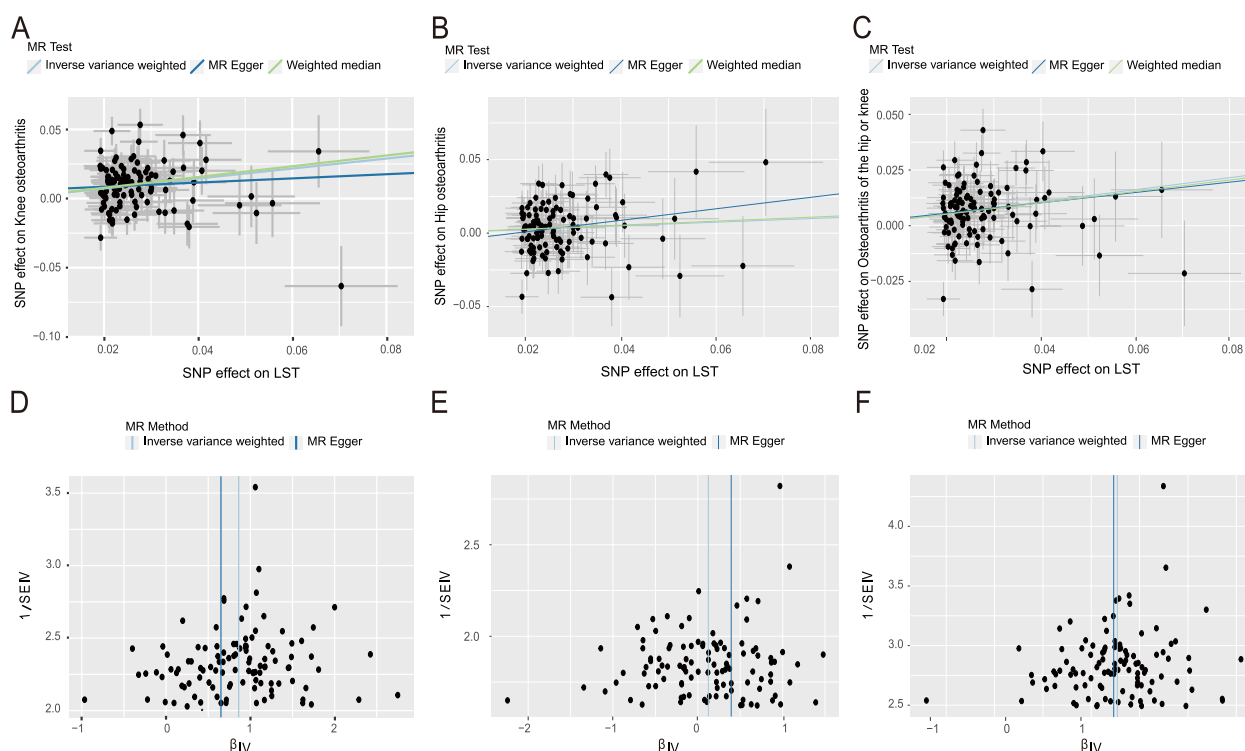 A
MR Test
Inverse variance weighted MR Egger Weighted median
SNP effect on Knee osteoarthritis
0.05
0.00
−0.05
−0.10
0.02 0.04 0.06 0.08
SNP effect on LST
B
MR Test
Inverse variance weighted MR Egger Weighted median
SNP effect on Hip osteoarthritis
0.05
0.00
−0.05
0.02 0.04 0.06 0.08
SNP effect on LST
C
MR Test
Inverse variance weighted MR Egger Weighted median
SNP effect on Osteoarthritis of the hip or knee
0.050
0.025
0.000
−0.025
0.02 0.04 0.06 0.08
SNP effect on LST
D
MR Method
Inverse variance weighted MR Egger
1/SEIV
3.5
3.0
2.5
2.0
−1 0 1 2
βIV
E
MR Method
Inverse variance weighted MR Egger
1/SEIV
2.5
2.0
1.5
−2 −1 0 1
βIV
F
MR Method
Inverse variance weighted MR Egger
1/SEIV
4.0
3.5
3.0
2.5
−1 0 1 2
βIV